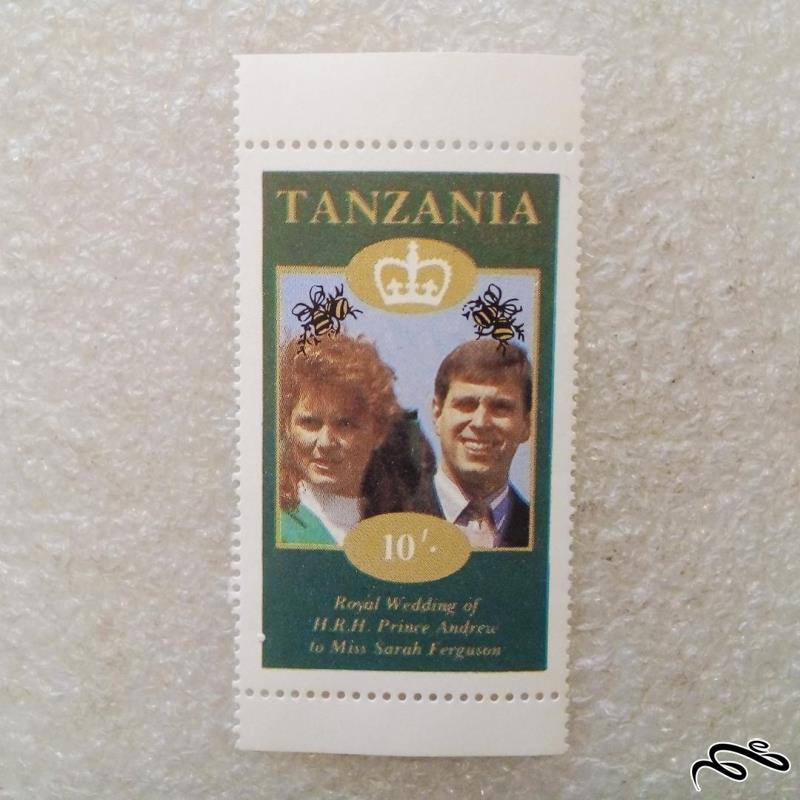 TANZANIA
10/-
Royal Wedding of
H.R.H. Prince Andrew
to Miss Sarah Ferguson